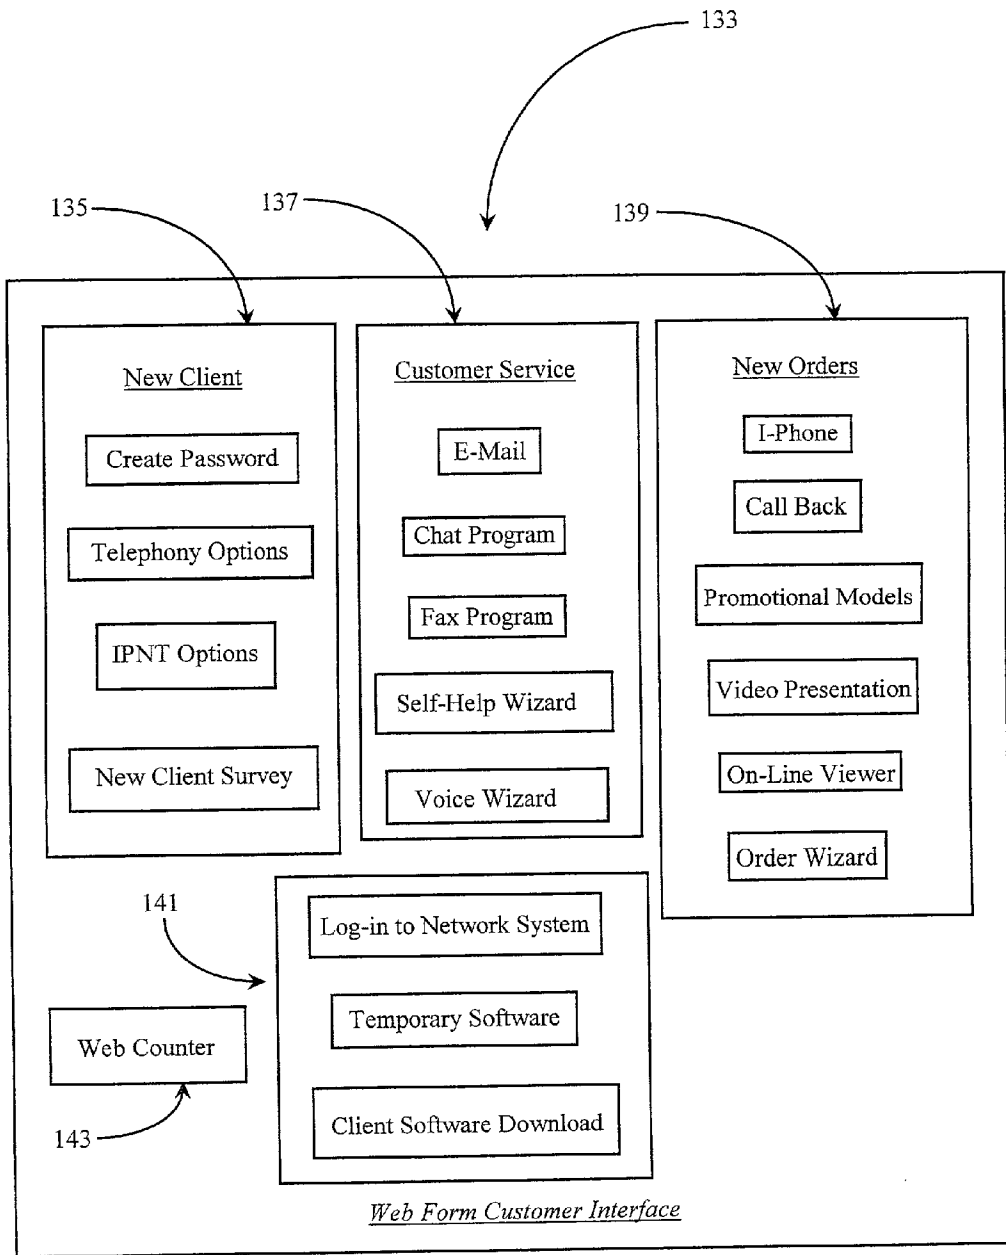 133
135
137
139
New Client
Create Password
Telephony Options
IPNT Options
New Client Survey
Customer Service
E-Mail
Chat Program
Fax Program
Self-Help Wizard
Voice Wizard
New Orders
I-Phone
Call Back
Promotional Models
Video Presentation
On-Line Viewer
Order Wizard
141
Log-in to Network System
Temporary Software
Client Software Download
Web Counter
143
Web Form Customer Interface